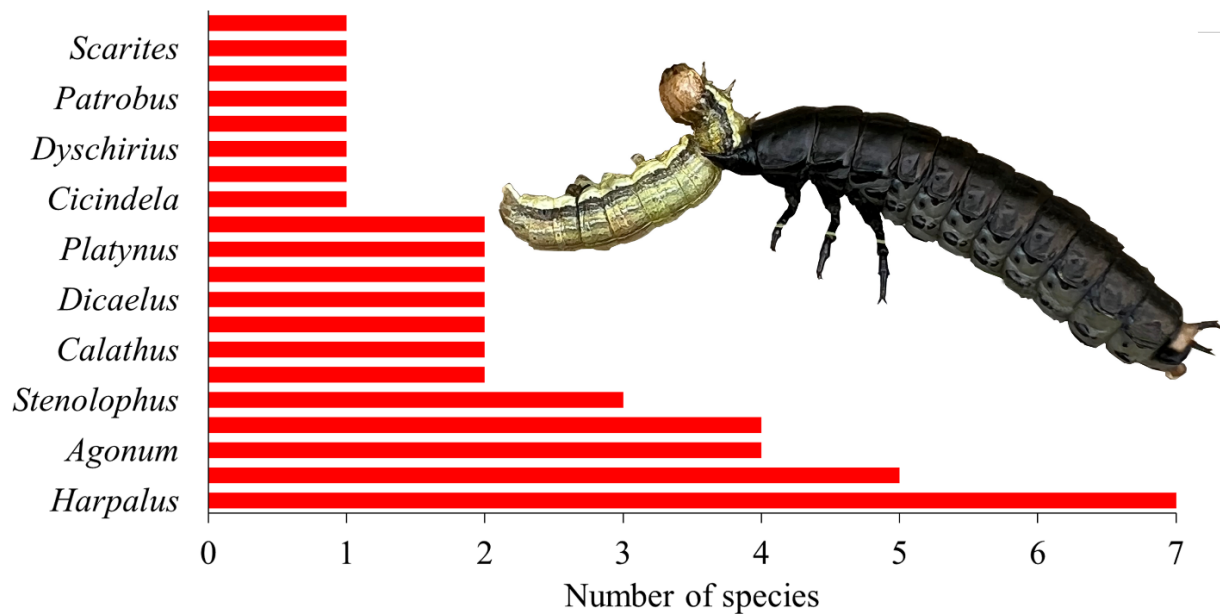 Scarites
Patrobus
Dyschirius
Cicindela
Platynus
Dicaelus
Calathus
Stenolophus
Agonum
Harpalus
0 1 2 3 4 5 6 7
Number of species